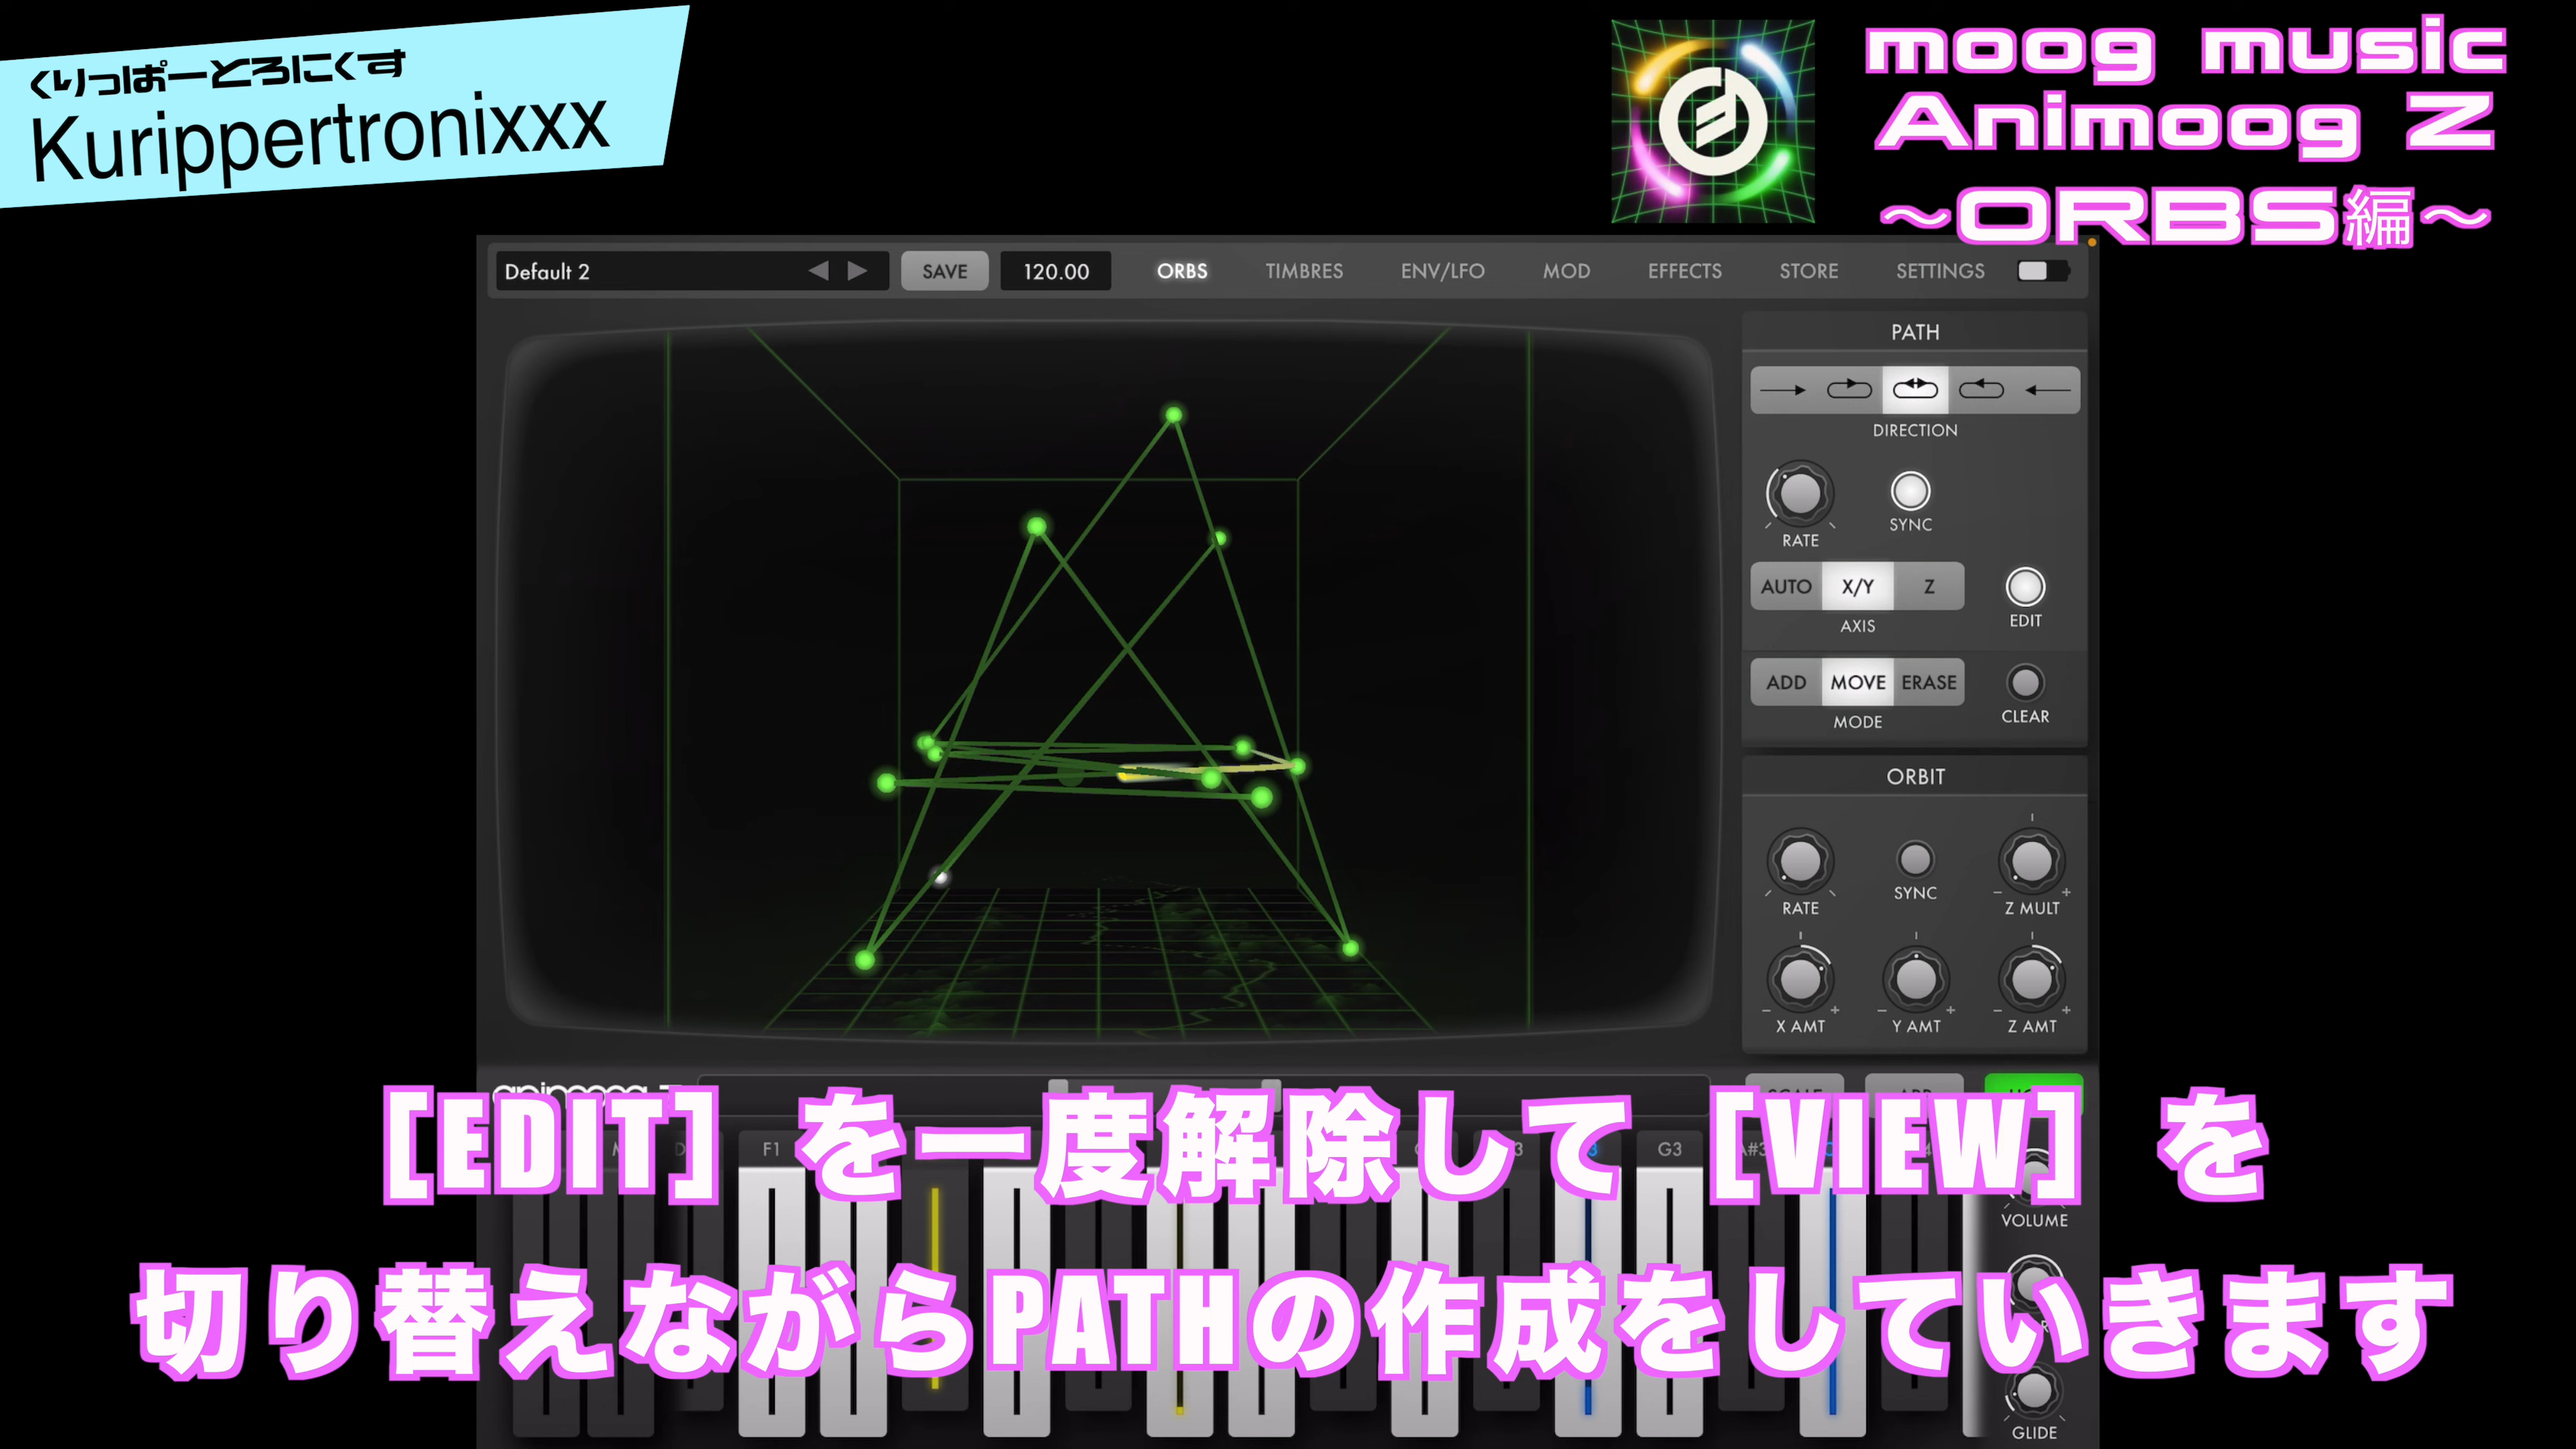 くりっぱーとろにくす
Kurippertronixxx
moog music
Animoog Z
〜ORBS編〜
Default 2
SAVE
120.00
ORBS
TIMBRES
ENV/LFO
MOD
EFFECTS
STORE
SETTINGS
PATH
DIRECTION
RATE
SYNC
AUTO
X/Y
Z
AXIS
EDIT
ADD
MOVE
ERASE
MODE
CLEAR
ORBIT
RATE
SYNC
Z MULT
X AMT
Y AMT
Z AMT
F1
G3
［EDIT］を一度解除して［VIEW］を
切り替えながらPATHの作成をしていきます
VOLUME
GLIDE